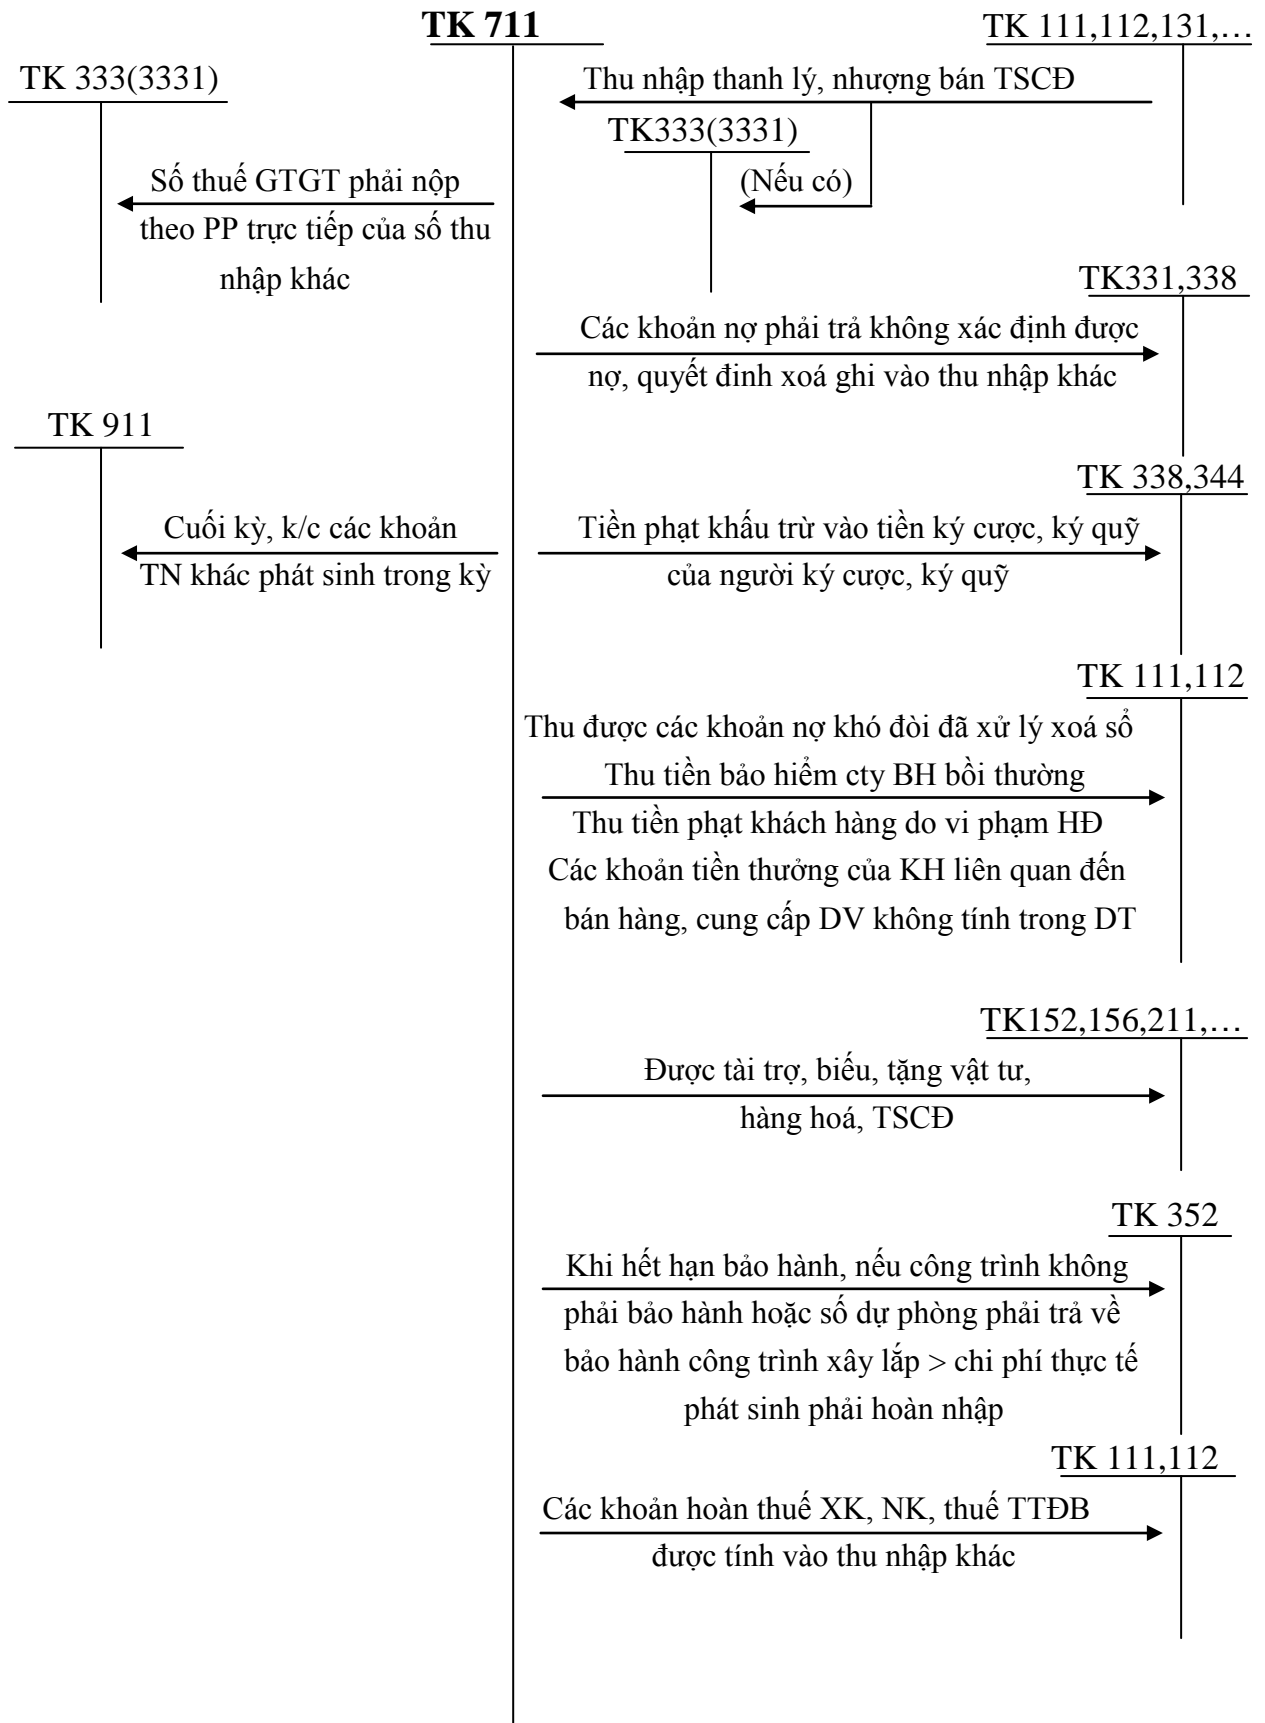 TK 711
TK 111,112,131,…
TK 333(3331)
Thu nhập thanh lý, nhượng bán TSCĐ
TK333(3331)
(Nếu có)
Số thuế GTGT phải nộp
theo PP trực tiếp của số thu
nhập khác
TK331,338
Các khoản nợ phải trả không xác định được
nợ, quyết đinh xoá ghi vào thu nhập khác
TK 911
TK 338,344
Cuối kỳ, k/c các khoản
TN khác phát sinh trong kỳ
Tiền phạt khấu trừ vào tiền ký cược, ký quỹ
của người ký cược, ký quỹ
TK 111,112
Thu được các khoản nợ khó đòi đã xử lý xoá sổ
Thu tiền bảo hiểm cty BH bồi thường
Thu tiền phạt khách hàng do vi phạm HĐ
Các khoản tiền thưởng của KH liên quan đến
bán hàng, cung cấp DV không tính trong DT
TK152,156,211,…
Được tài trợ, biếu, tặng vật tư,
hàng hoá, TSCĐ
TK 352
Khi hết hạn bảo hành, nếu công trình không
phải bảo hành hoặc số dự phòng phải trả về
bảo hành công trình xây lắp > chi phí thực tế
phát sinh phải hoàn nhập
TK 111,112
Các khoản hoàn thuế XK, NK, thuế TTĐB
được tính vào thu nhập khác